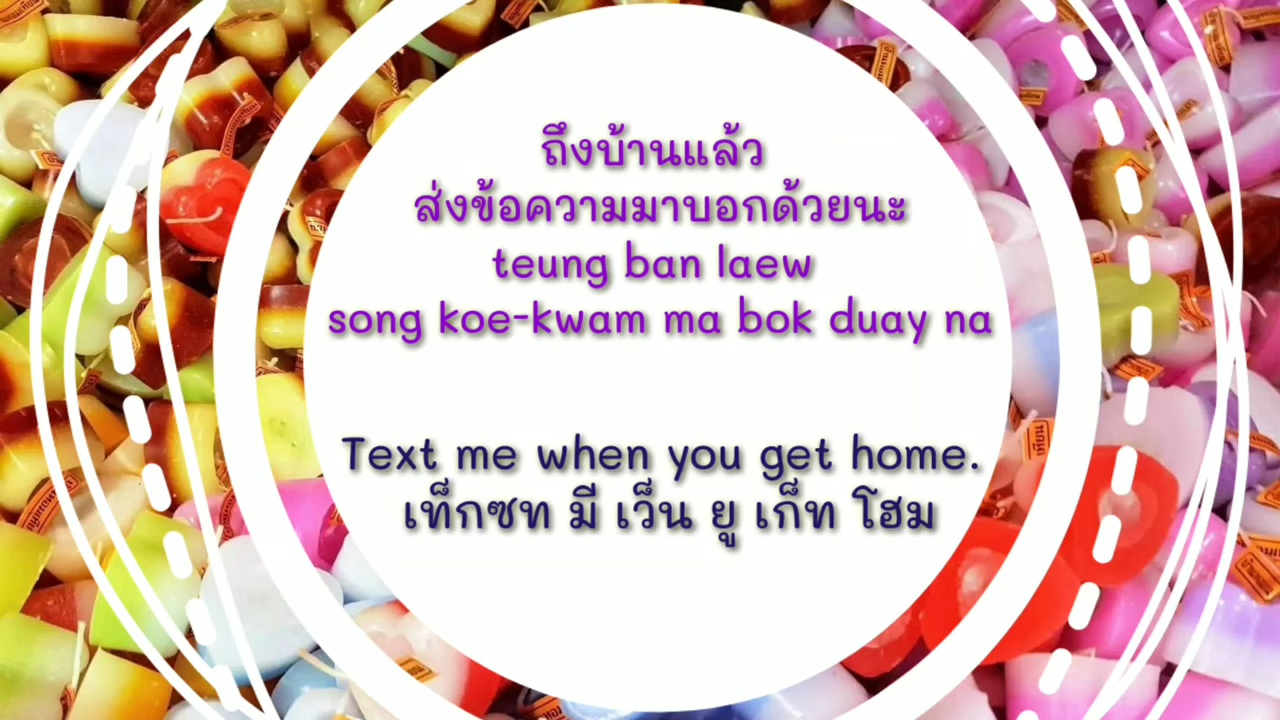 ถึงบ้านแล้ว
ส่งข้อความมาบอกด้วยนะ
teung ban laew
song koe-kwam ma bok duay na
Text me when you get home.
เท็กซท มี เว็น ยู เก็ท โฮม